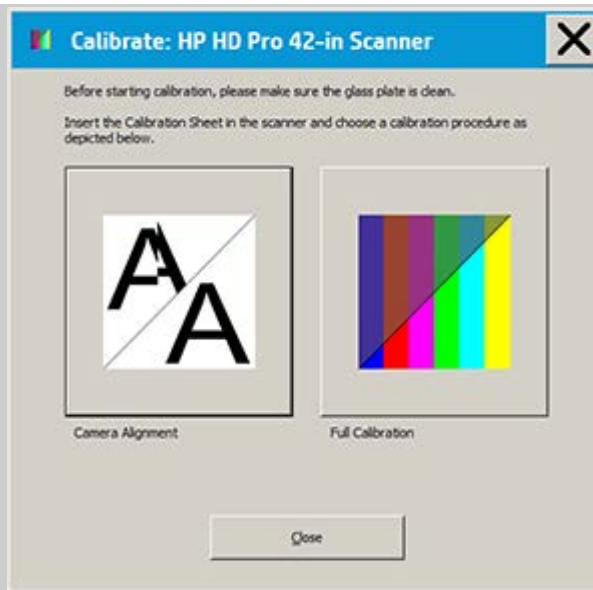 Calibrate: HP HD Pro 42-in Scanner
Before starting calibration, please make sure the glass plate is clean.
Insert the Calibration Sheet in the scanner and choose a calibration procedure as
depicted below.
A
A
Camera Alignment
Full Calibration
Close